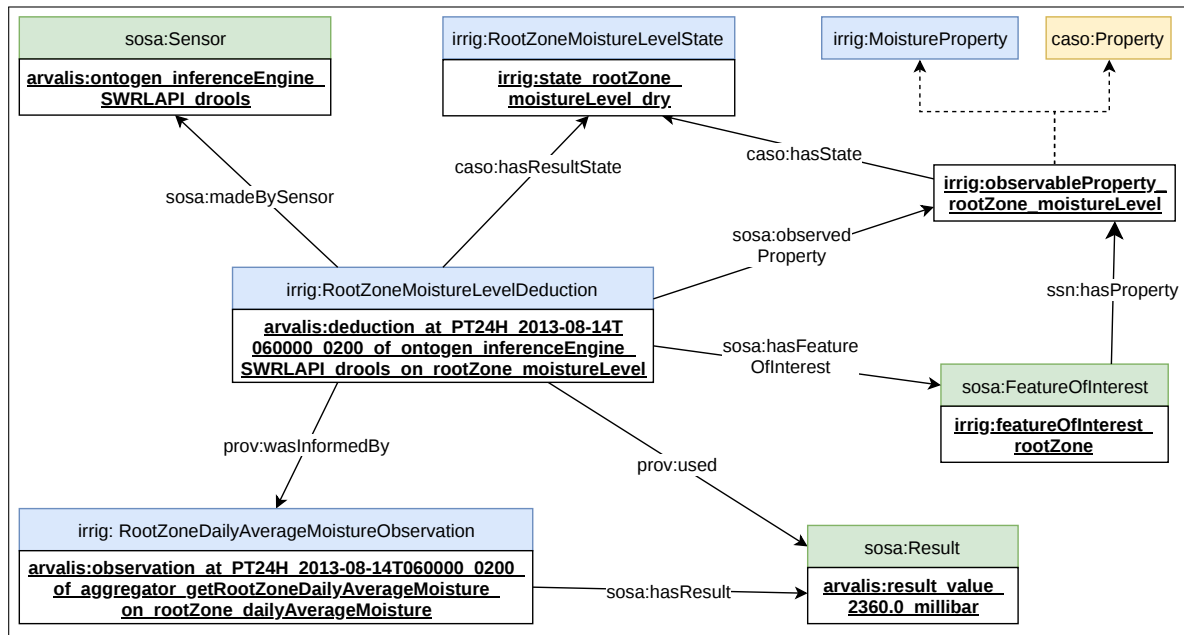 sosa:Sensor
arvalis:ontogen_inferenceEngine_
SWRLAPI_drools
irrig:RootZoneMoistureLevelState
irrig:state_rootZone_
moistureLevel_dry
irrig:MoistureProperty
caso:Property
caso:hasState
caso:hasResultState
sosa:madeBySensor
irrig:observableProperty_
rootZone_moistureLevel
sosa:observed
Property
irrig:RootZoneMoistureLevelDeduction
arvalis:deduction_at_PT24H_2013-08-14T
060000_0200_of_ontogen_inferenceEngine_
SWRLAPI_drools_on_rootZone_moistureLevel
ssn:hasProperty
sosa:hasFeature
OfInterest
sosa:FeatureOfInterest
irrig:featureOfInterest_
rootZone
prov:wasInformedBy
prov:used
irrig: RootZoneDailyAverageMoistureObservation
arvalis:observation_at_PT24H_2013-08-14T060000_0200_
of_aggregator_getRootZoneDailyAverageMoisture_
on_rootZone_dailyAverageMoisture
sosa:hasResult
sosa:Result
arvalis:result_value_
2360.0_millibar